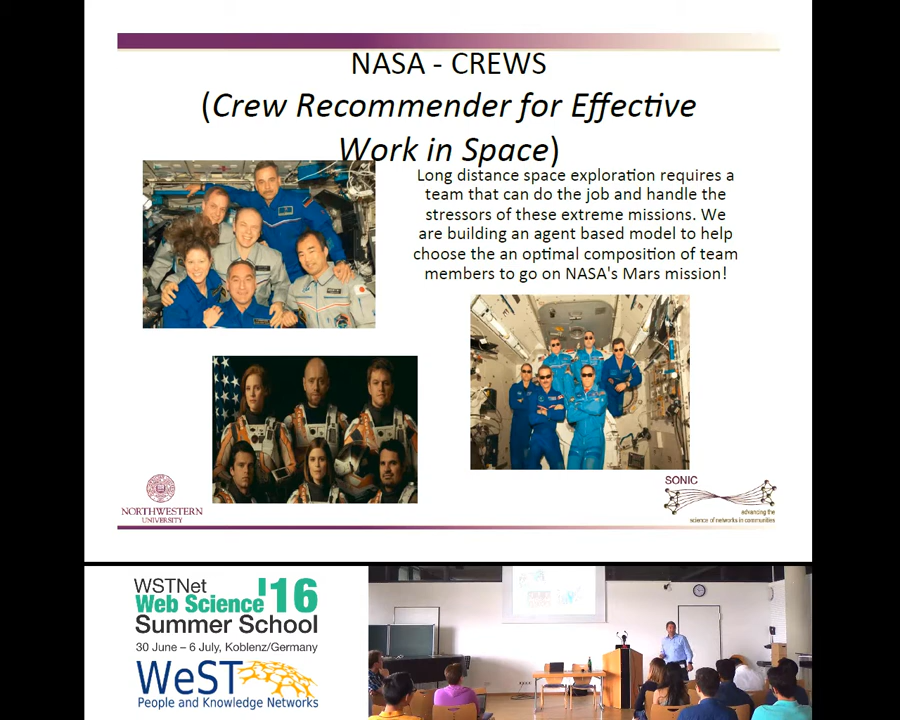 NASA - CREWS
(Crew Recommender for Effective
Work in Space)
Long distance space exploration requires a
team that can do the job and handle the
stressors of these extreme missions. We
are building an agent based model to help
choose the an optimal composition of team
members to go on NASA's Mars mission!
NORTHWESTERN
UNIVERSITY
SONIC
advancing the
science of networks in communities
WSTNet
Web Science '16
Summer School
30 June – 6 July, Koblenz/Germany
WeST
People and Knowledge Networks